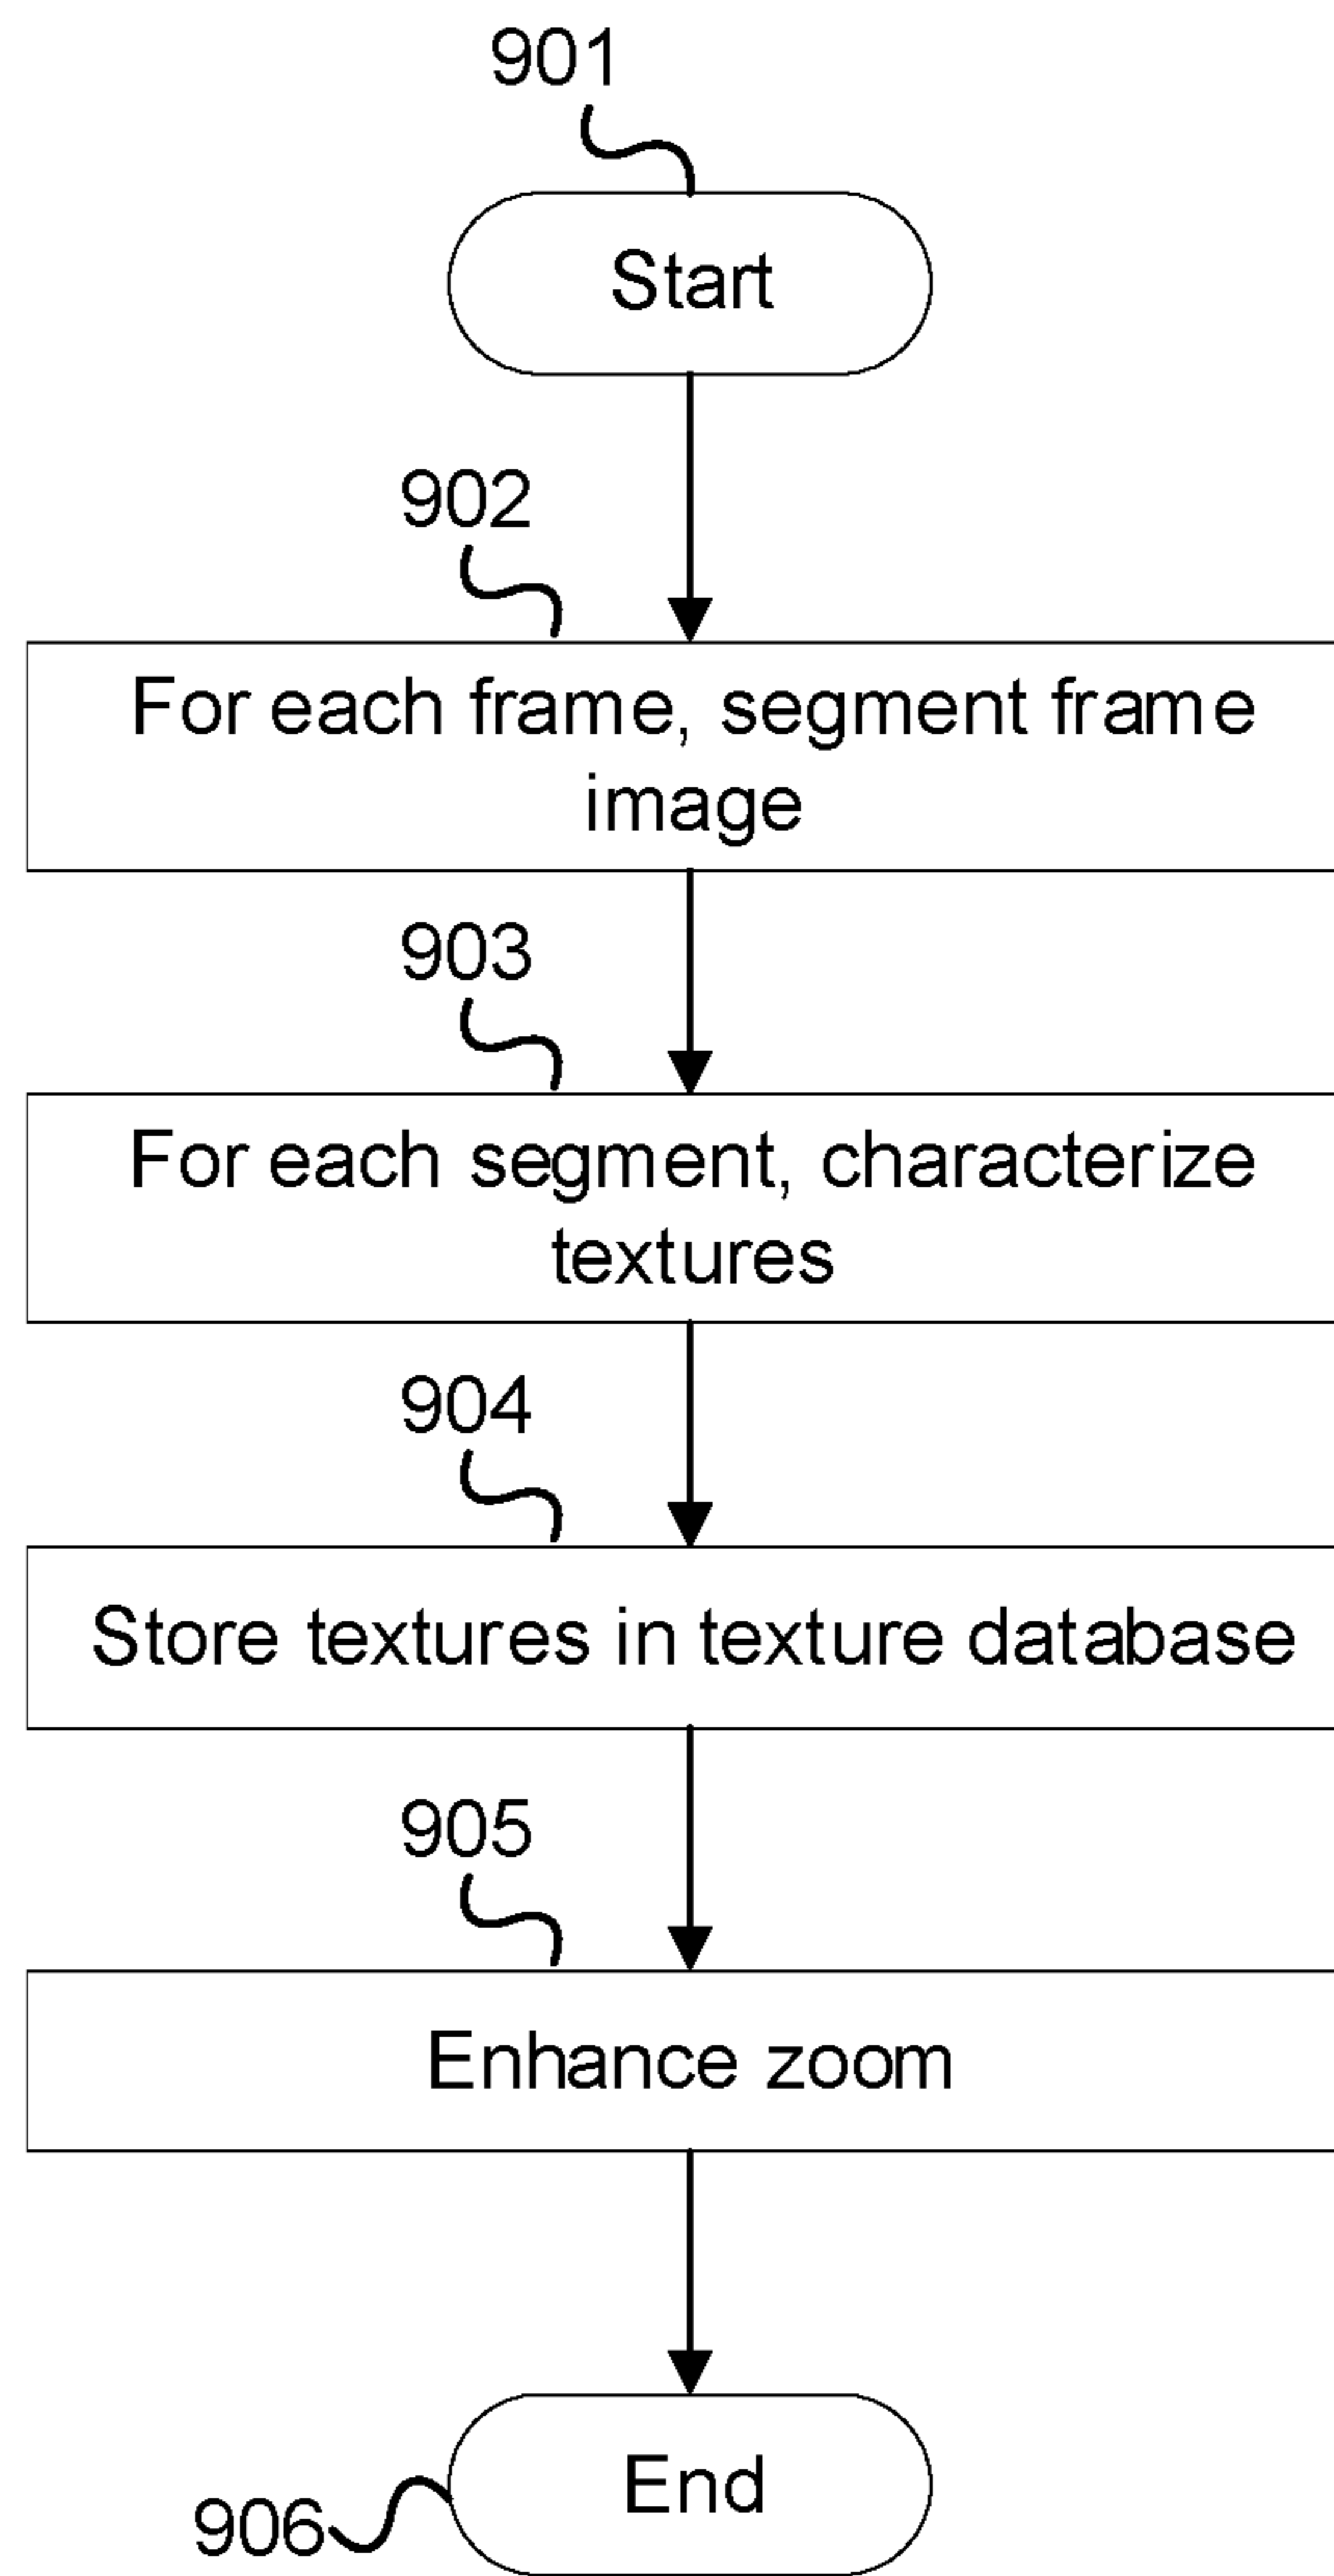 901
Start
902
For each frame, segment frame
image
903
For each segment, characterize
textures
904
Store textures in texture database
905
Enhance zoom
End
906